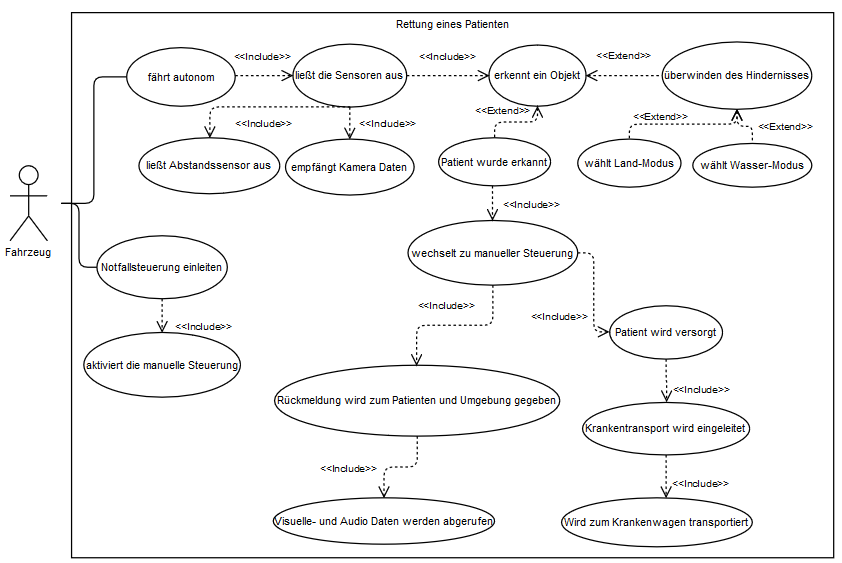 Rettung eines Patienten
<<Include>>
<<Include>>
<<Extend>>
fährt autonom
ließt die Sensoren aus
erkennt ein Objekt
überwinden des Hindernisses
<<Include>>
<<Include>>
<<Extend>>
<<Extend>>
<<Extend>>
ließt Abstandssensor aus
empfängt Kamera Daten
Patient wurde erkannt
wählt Land-Modus
wählt Wasser-Modus
<<Include>>
Fahrzeug
Notfallsteuerung einleiten
wechselt zu manueller Steuerung
<<Include>>
<<Include>>
<<Include>>
Patient wird versorgt
aktiviert die manuelle Steuerung
<<Include>>
Rückmeldung wird zum Patienten und Umgebung gegeben
Krankentransport wird eingeleitet
<<Include>>
<<Include>>
Visuelle- und Audio Daten werden abgerufen
Wird zum Krankenwagen transportiert